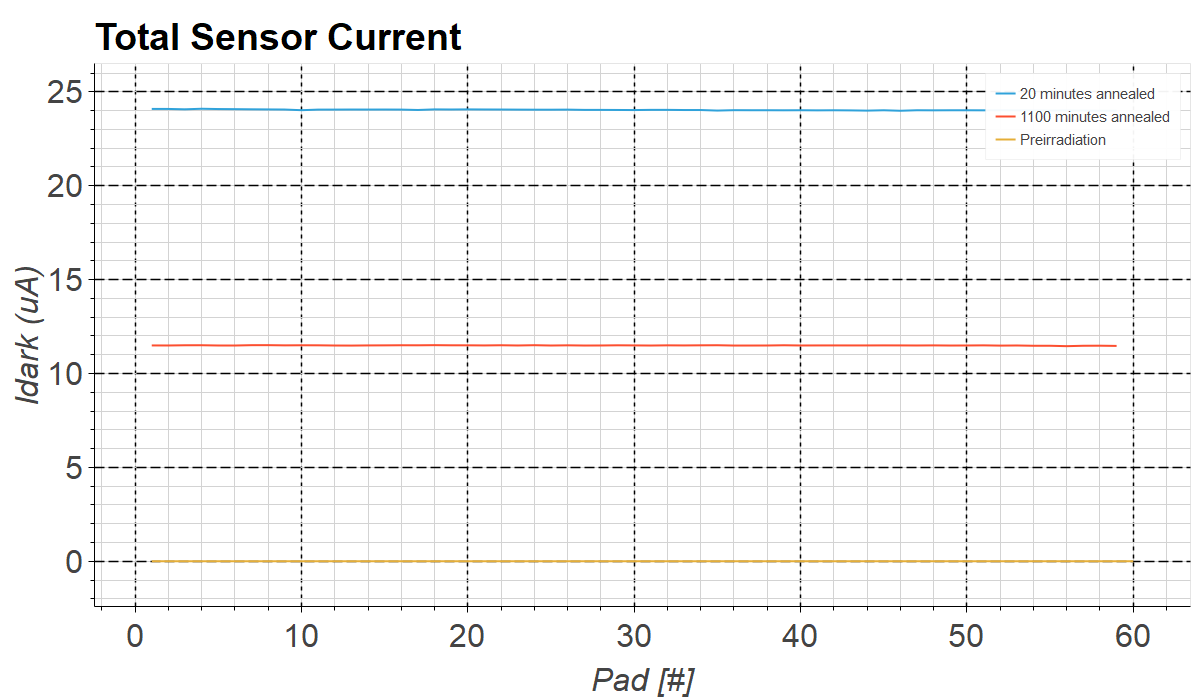 Total Sensor Current
25
20
15
10
5
0
Idark (uA)
20 minutes annealed
1100 minutes annealed
Preirradiation
0 10 20 30 40 50 60
Pad [#]